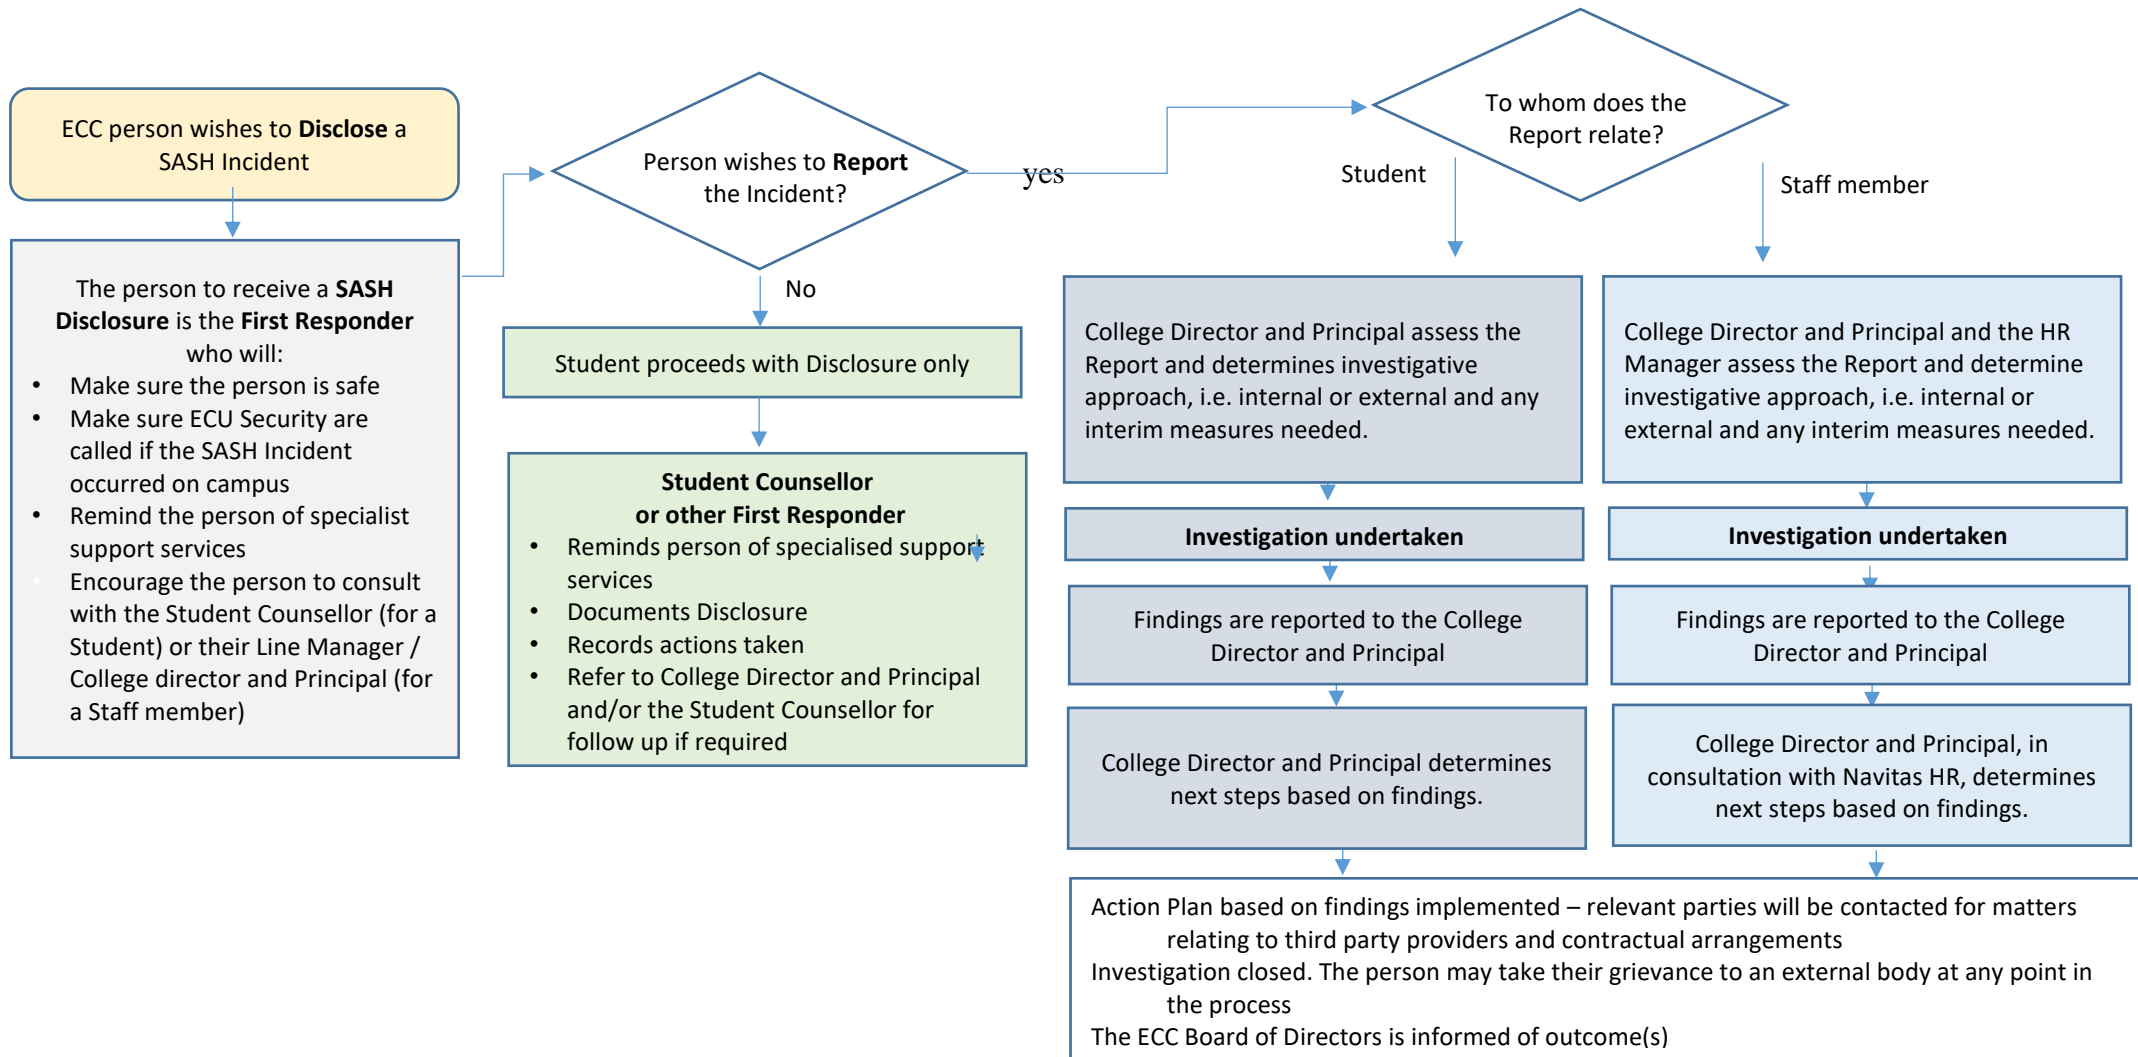 ECC person wishes to Disclose a
SASH Incident
The person to receive a SASH
Disclosure is the First Responder
who will:
• Make sure the person is safe
• Make sure ECU Security are
called if the SASH Incident
occurred on campus
• Remind the person of specialist
support services
• Encourage the person to consult
with the Student Counsellor (for a
Student) or their Line Manager /
College director and Principal (for
a Staff member)
Person wishes to Report
the Incident?
yes
No
Student proceeds with Disclosure only
Student Counsellor
or other First Responder
• Reminds person of specialised support
services
• Documents Disclosure
• Records actions taken
• Refer to College Director and Principal
and/or the Student Counsellor for
follow up if required
To whom does the
Report relate?
Student
Staff member
College Director and Principal assess the
Report and determines investigative
approach, i.e. internal or external and any
interim measures needed.
Investigation undertaken
Findings are reported to the College
Director and Principal
College Director and Principal determines
next steps based on findings.
College Director and Principal and the HR
Manager assess the Report and determine
investigative approach, i.e. internal or
external and any interim measures needed.
Investigation undertaken
Findings are reported to the College
Director and Principal
College Director and Principal, in
consultation with Navitas HR, determines
next steps based on findings.
Action Plan based on findings implemented – relevant parties will be contacted for matters
relating to third party providers and contractual arrangements
Investigation closed. The person may take their grievance to an external body at any point in
the process
The ECC Board of Directors is informed of outcome(s)